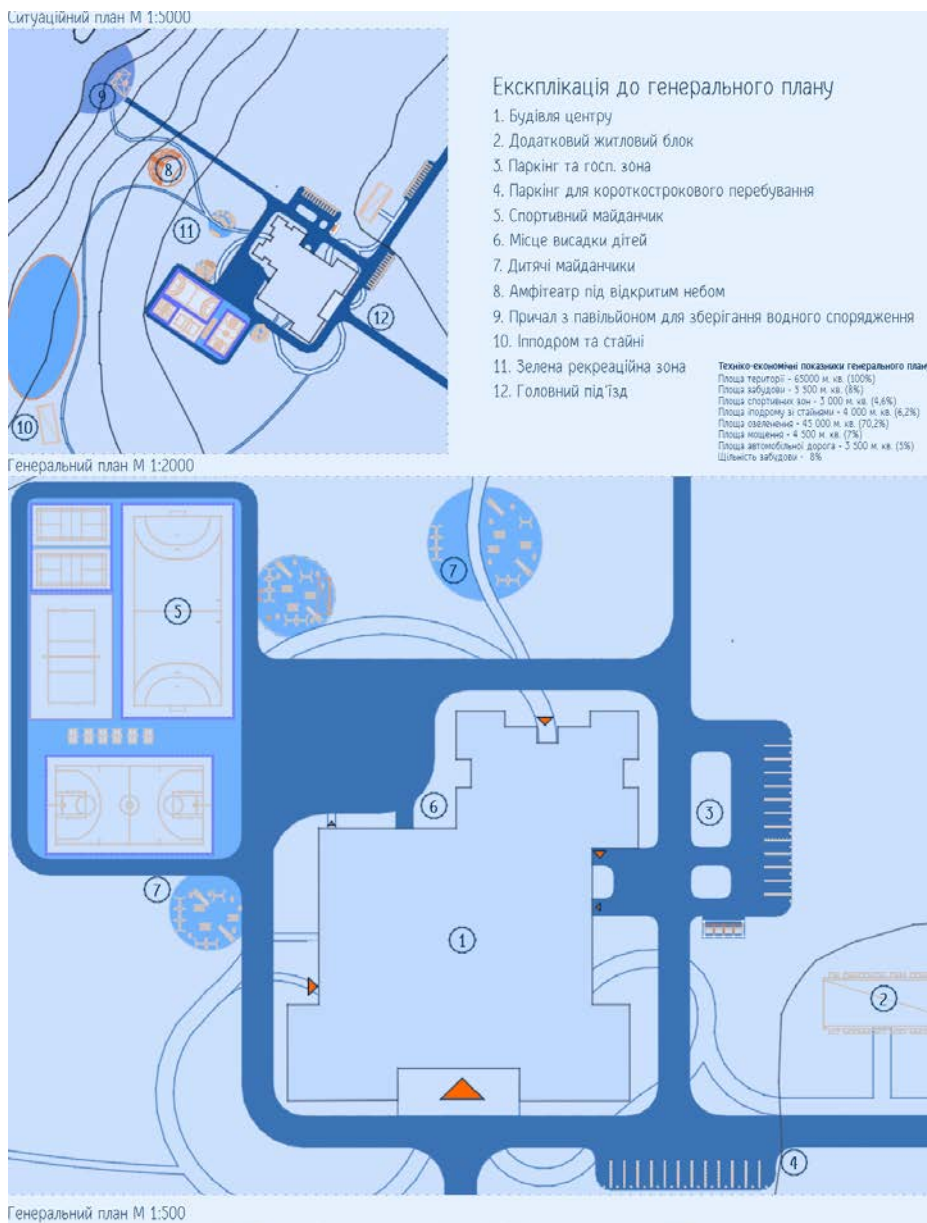 Ситуаційний план М 1:5000
9
8
11
12
10
Експлікація до генерального плану
1. Будівля центру
2. Додатковий житловий блок
3. Паркінг та госп. зона
4. Паркінг для короткострокового перебування
5. Спортивний майданчик
6. Місце висадки дітей
7. Дитячі майданчики
8. Амфітеатр під відкритим небом
9. Причал з павільйоном для зберігання водного спорядження
10. Іпподром та стайні
11. Зелена рекреаційна зона
12. Головний під'їзд
Техніко-економічні показники генерального плану
Площа території - 65000 м. кв. (100%)
Площа забудови - 5 500 м. кв. (8%)
Площа спортивних зон - 3 000 м. кв. (4,6%)
Площа іподрому зі стайнями - 4 000 м. кв. (6,2%)
Площа озеленення - 45 000 м. кв. (70,2%)
Площа мощення - 4 500 м. кв. (7%)
Площа автомобільної дорога - 3 500 м. кв. (5%)
Щільність забудови - 8%
Генеральний план М 1:2000
7
5
3
6
7
1
2
4
Генеральний план М 1:500